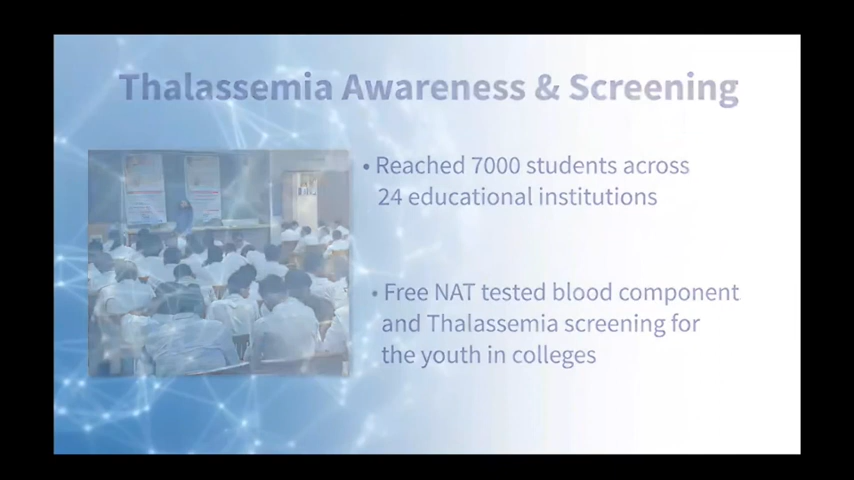 Thalassemia Awareness & Screening
• Reached 7000 students across
24 educational institutions
• Free NAT tested blood component
and Thalassemia screening for
the youth in colleges